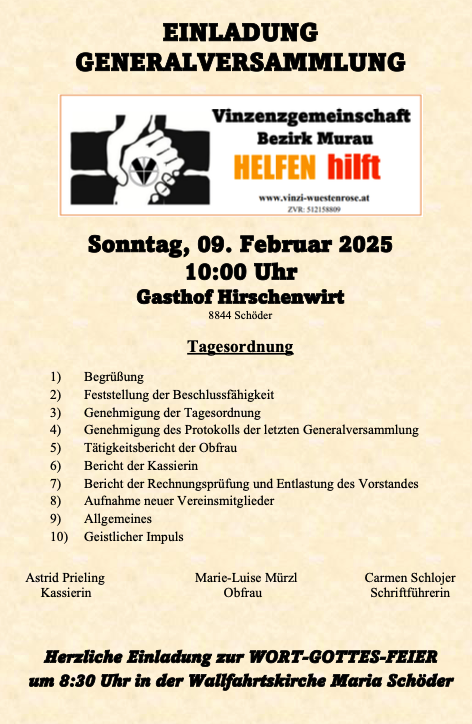 EINLADUNG
GENERALVERSAMMLUNG
Vinzenzgemeinschaft
Bezirk Murau
HELFEN hilft
www.vinzi-wuestenrose.at
ZVR: 512158809
Sonntag, 09. Februar 2025
10:00 Uhr
Gasthof Hirschenwirt
8844 Schöder
Tagesordnung
1) Begrüßung
2) Feststellung der Beschlussfähigkeit
3) Genehmigung der Tagesordnung
4) Genehmigung des Protokolls der letzten Generalversammlung
5) Tätigkeitsbericht der Obfrau
6) Bericht der Kassierin
7) Bericht der Rechnungsprüfung und Entlastung des Vorstandes
8) Aufnahme neuer Vereinsmitglieder
9) Allgemeines
10) Geistlicher Impuls
Astrid Prieling Marie-Luise Mürzl Carmen Schlojer
Kassierin Obfrau Schriftführerin
Herzliche Einladung zur WORT-GOTTES-FEIER
um 8:30 Uhr in der Wallfahrtskirche Maria Schöder